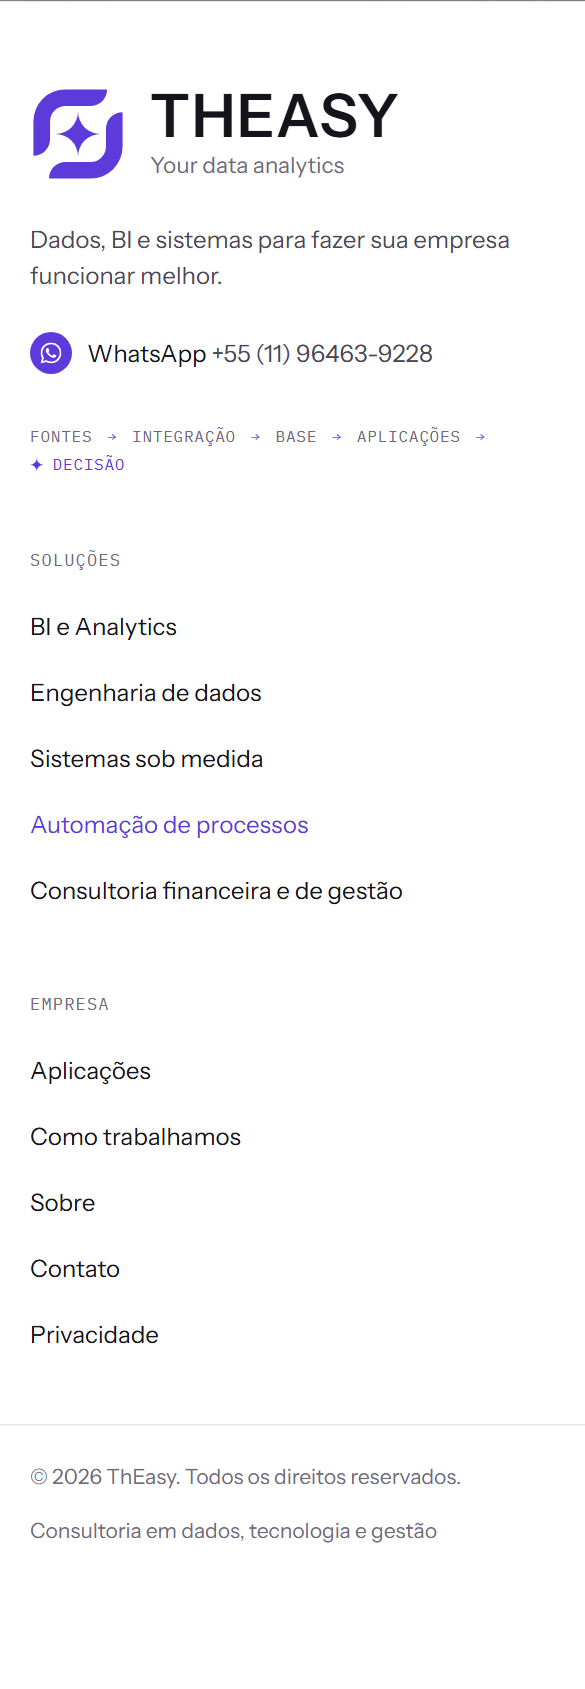 THEASY
Your data analytics
Dados, BI e sistemas para fazer sua empresa
funcionar melhor.
WhatsApp +55 (11) 96463-9228
FONTES → INTEGRAÇÃO → BASE → APLICAÇÕES →
✦ DECISÃO
SOLUÇÕES
BI e Analytics
Engenharia de dados
Sistemas sob medida
Automação de processos
Consultoria financeira e de gestão
EMPRESA
Aplicações
Como trabalhamos
Sobre
Contato
Privacidade
© 2026 ThEasy. Todos os direitos reservados.
Consultoria em dados, tecnologia e gestão